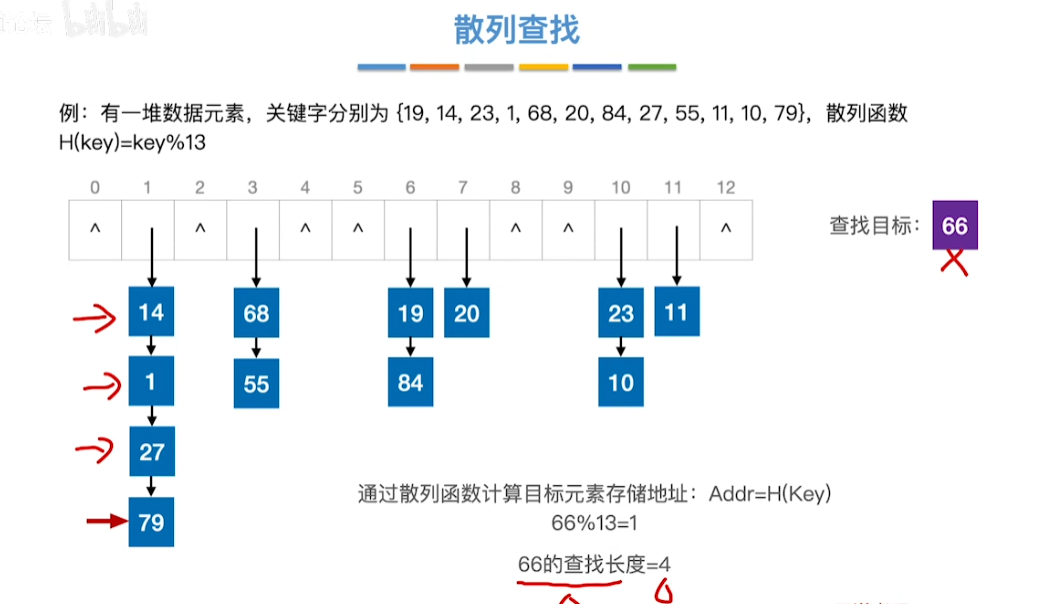 散列查找
例：有一堆数据元素，关键字分别为 {19, 14, 23, 1, 68, 20, 84, 27, 55, 11, 10, 79}，散列函数
H(key)=key%13
0 1 2 3 4 5 6 7 8 9 10 11 12
^ ^ ^ ^ ^ ^ ^
查找目标： 66
14 68 19 20 23 11
1 55 84 10
27
79
通过散列函数计算目标元素存储地址：Addr=H(Key)
66%13=1
66的查找长度=4